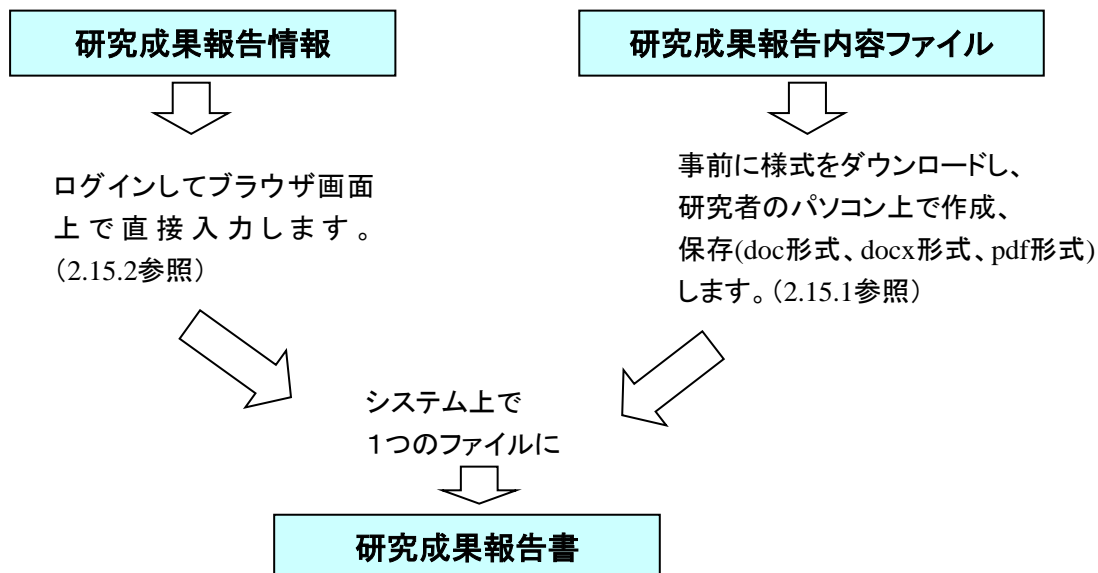 研究成果報告情報
研究成果報告内容ファイル
ログインしてブラウザ画面
上で直接入力します。
（2.15.2参照）
事前に様式をダウンロードし、
研究者のパソコン上で作成、
保存(doc形式、docx形式、pdf形式)
します。（2.15.1参照）
システム上で
１つのファイルに
研究成果報告書